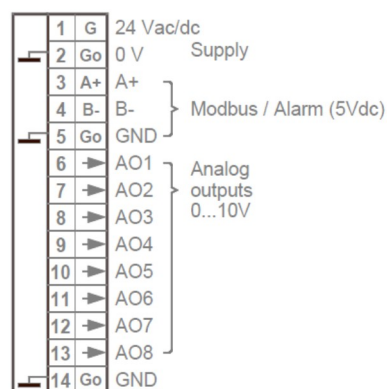 1 G 24 Vac/dc
2 Go 0 V Supply
3 A+ A+
4 B- B- Modbus / Alarm (5Vdc)
5 Go GND
6 AO1 Analog
7 AO2 outputs
8 AO3 0...10V
9 AO4
10 AO5
11 AO6
12 AO7
13 AO8
14 Go GND